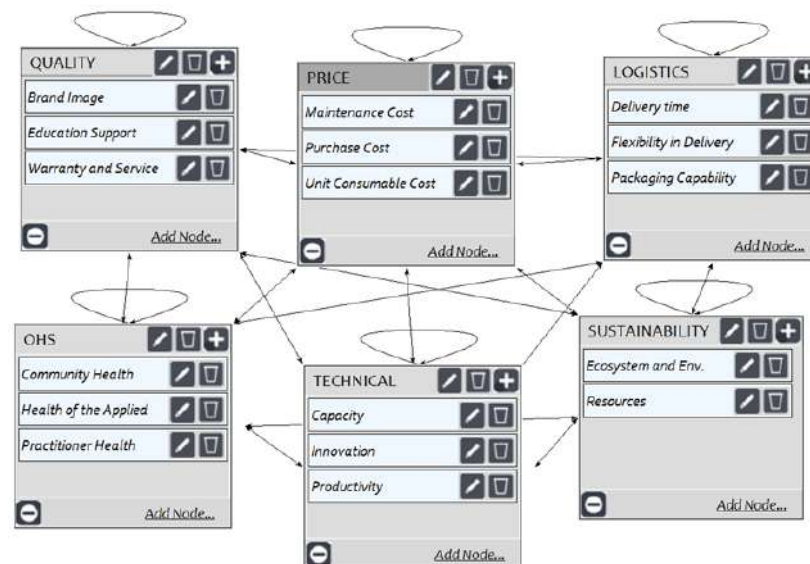 QUALITY
Brand Image
Education Support
Warranty and Service
Add Node...
PRICE
Maintenance Cost
Purchase Cost
Unit Consumable Cost
Add Node...
LOGISTICS
Delivery time
Flexibility in Delivery
Packaging Capability
Add Node...
OHS
Community Health
Health of the Applied
Practitioner Health
Add Node...
TECHNICAL
Capacity
Innovation
Productivity
Add Node...
SUSTAINABILITY
Ecosystem and Env.
Resources
Add Node...